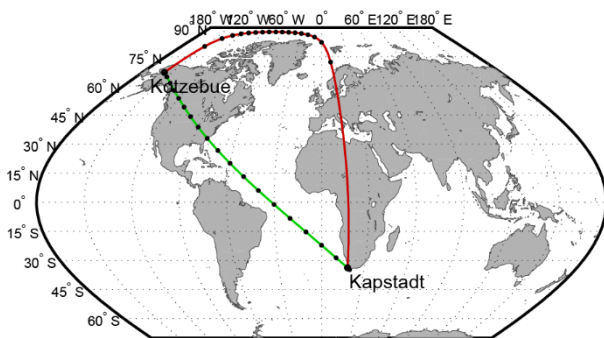 180° W 120° W 60° W 0° 60° E 120° E 180° E
90° N
75° N
60° N
45° N
30° N
15° N
0°
15° S
30° S
45° S
60° S
Kotzebue
Kapstadt